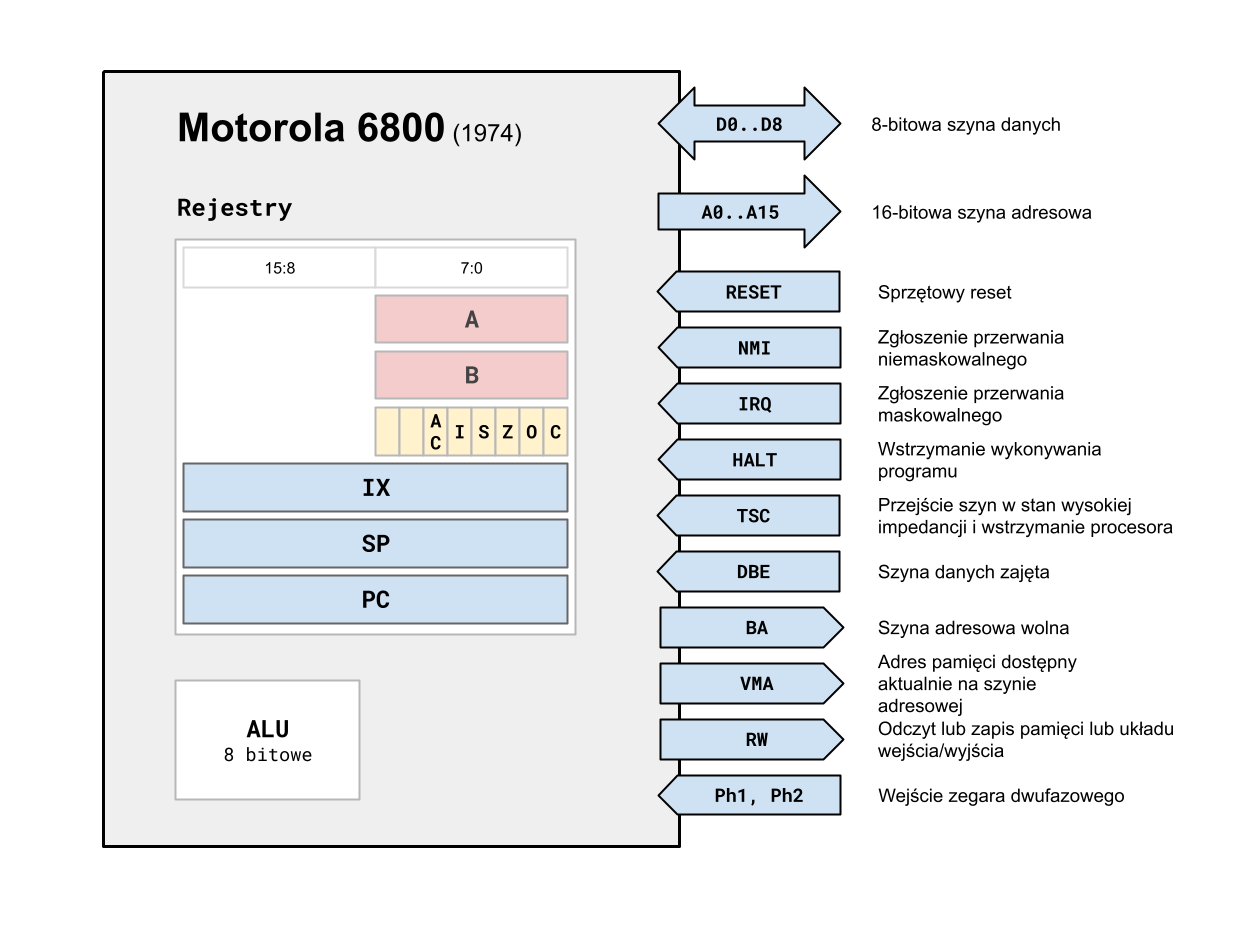 Motorola 6800 (1974)
Rejestry
15:8 7:0
A
B
A
C I S Z O C
IX
SP
PC
ALU
8 bitowe
D0..D8 8-bitowa szyna danych
A0..A15 16-bitowa szyna adresowa
RESET Sprzętowy reset
NMI Zgłoszenie przerwania
niemaskowalnego
IRQ Zgłoszenie przerwania
maskowalnego
HALT Wstrzymanie wykonywania
programu
TSC Przejście szyn w stan wysokiej
impedancji i wstrzymanie procesora
DBE Szyna danych zajęta
BA Szyna adresowa wolna
VMA Adres pamięci dostępny
aktualnie na szynie
adresowej
RW Odczyt lub zapis pamięci lub układu
wejścia/wyjścia
Ph1, Ph2 Wejście zegara dwufazowego